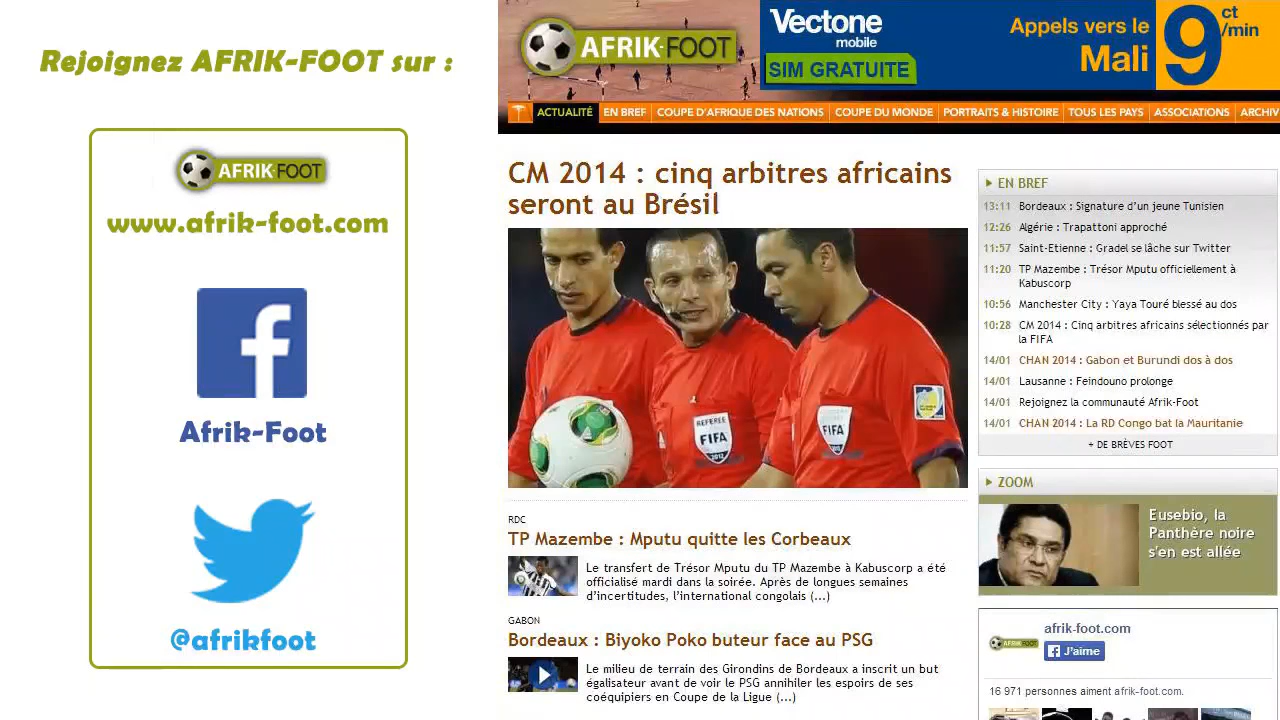 Rejoignez AFRIK-FOOT sur :
AFRIK-FOOT
www.afrik-foot.com
Afrik-Foot
@afrikfoot
AFRIK-FOOT
Vectone
mobile
SIM GRATUITE
Appels vers le
Mali
9 ct
/min
ACTUALITÉ
EN BREF
COUPE D'AFRIQUE DES NATIONS
COUPE DU MONDE
PORTRAITS & HISTOIRE
TOUS LES PAYS
ASSOCIATIONS
ARCHIV
CM 2014 : cinq arbitres africains
seront au Brésil
REFEREE
FIFA
2012
FIFA
RDC
TP Mazembe : Mputu quitte les Corbeaux
Le transfert de Trésor Mputu du TP Mazembe à Kabuscorp a été
officialisé mardi dans la soirée. Après de longues semaines
d'incertitudes, l'international congolais (...)
GABON
Bordeaux : Biyoko Poko buteur face au PSG
Le milieu de terrain des Girondins de Bordeaux a inscrit un but
égalisateur avant de voir le PSG annihiler les espoirs de ses
coéquipiers en Coupe de la Ligue (...)
EN BREF
13:11 Bordeaux : Signature d'un jeune Tunisien
12:26 Algérie : Trapattoni approché
11:57 Saint-Etienne : Gradel se lâche sur Twitter
11:20 TP Mazembe : Trésor Mputu officiellement à
Kabuscorp
10:56 Manchester City : Yaya Touré blessé au dos
10:28 CM 2014 : Cinq arbitres africains sélectionnés par
la FIFA
14/01 CHAN 2014 : Gabon et Burundi dos à dos
14/01 Lausanne : Feindouno prolonge
14/01 Rejoignez la communauté Afrik-Foot
14/01 CHAN 2014 : La RD Congo bat la Mauritanie
+ DE BRÈVES FOOT
ZOOM
Eusebio, la
Panthère noire
s'en est allée
AFRIK-FOOT
afrik-foot.com
J'aime
16 971 personnes aiment afrik-foot.com.